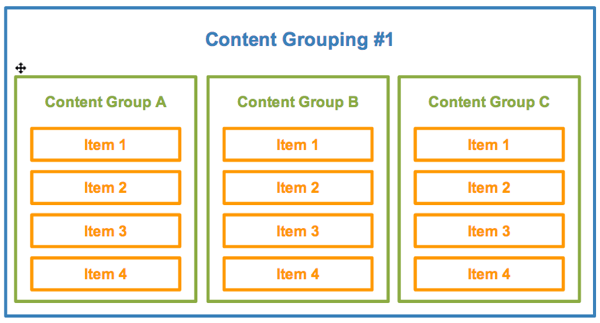 Content Grouping #1
Content Group A
Item 1
Item 2
Item 3
Item 4
Content Group B
Item 1
Item 2
Item 3
Item 4
Content Group C
Item 1
Item 2
Item 3
Item 4